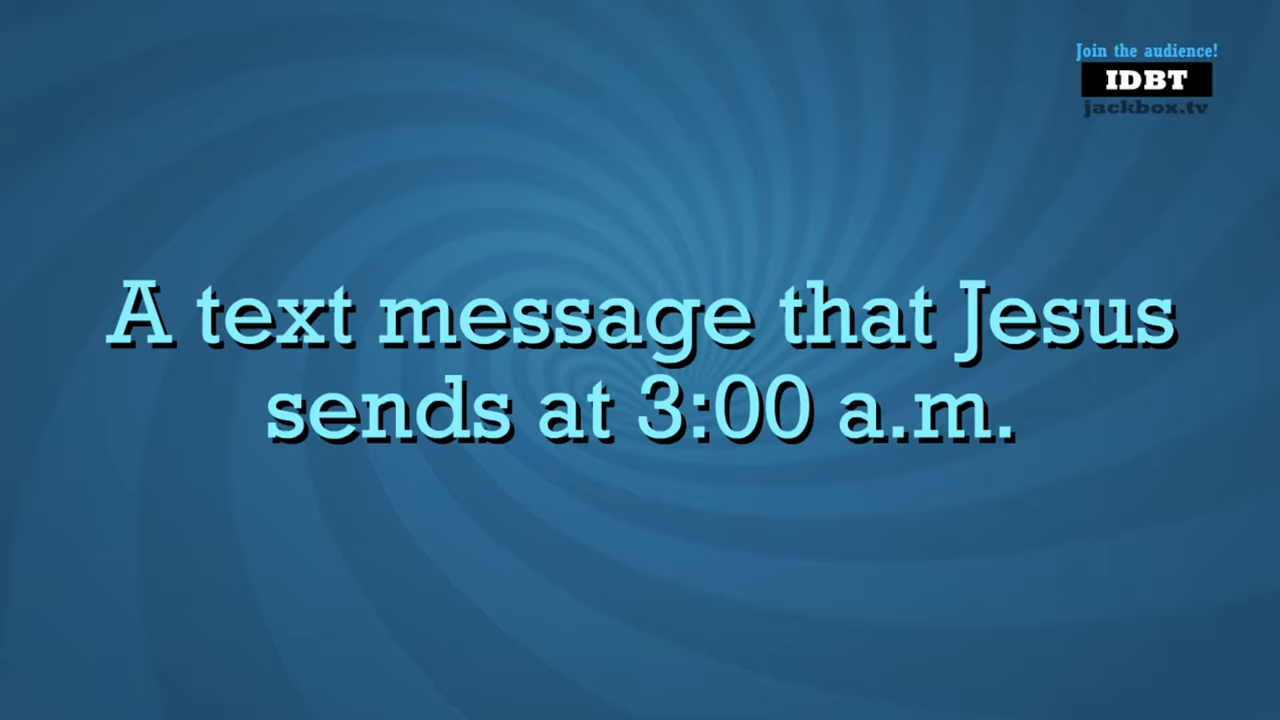 Join the audience!
IDBT
jackbox.tv
A text message that Jesus
sends at 3:00 a.m.